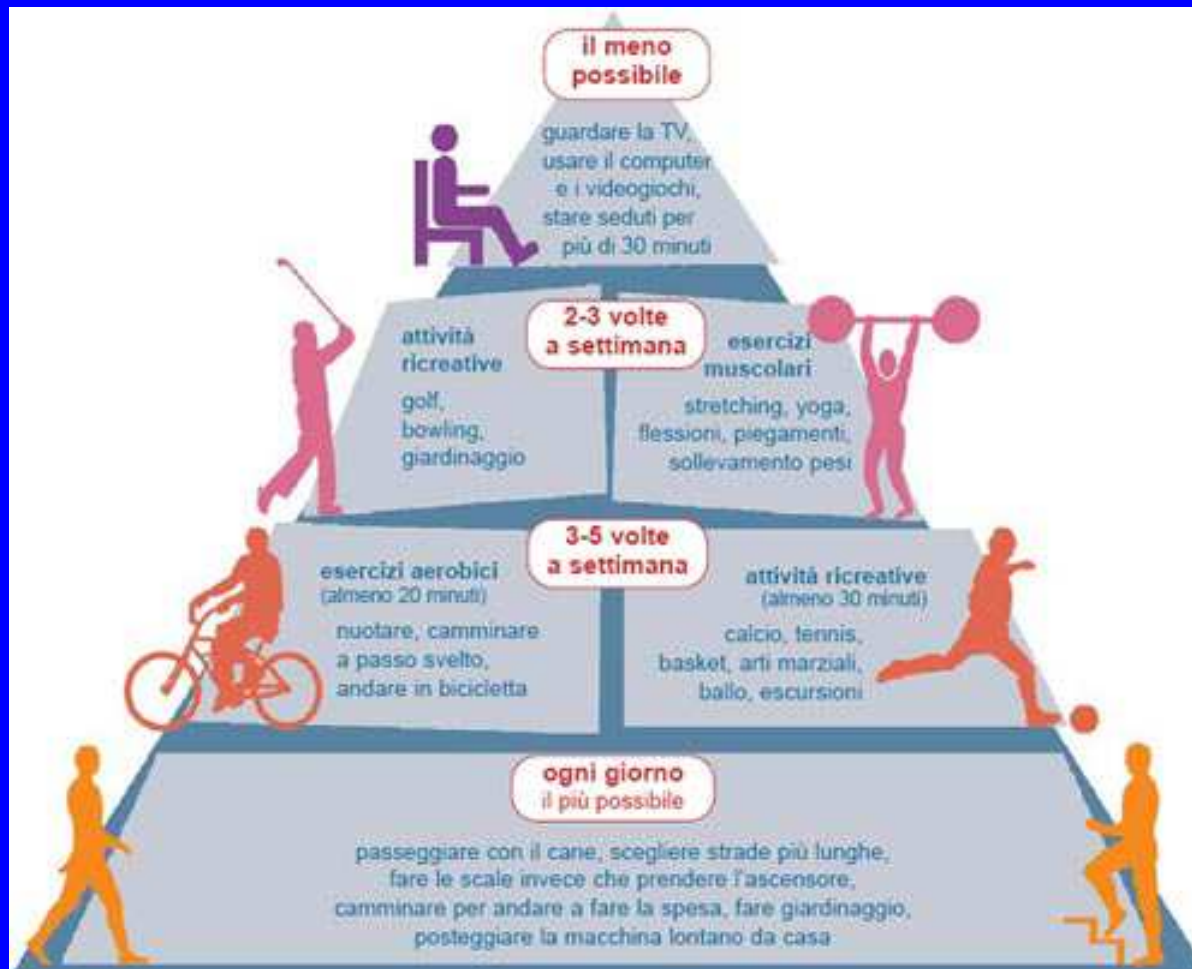 il meno
possibile
guardare la TV,
usare il computer
e i videogiochi,
stare seduti per
più di 30 minuti
2-3 volte
a settimana
attività
ricreative
golf,
bowling,
giardinaggio
esercizi
muscolari
stretching, yoga,
flessioni, piegamenti,
sollevamento pesi
3-5 volte
a settimana
esercizi aerobici
(almeno 20 minuti)
nuotare, camminare
a passo svelto,
andare in bicicletta
attività ricreative
(almeno 30 minuti)
calcio, tennis,
basket, arti marziali,
ballo, escursioni
ogni giorno
il più possibile
passeggiare con il cane, scegliere strade più lunghe,
fare le scale invece che prendere l'ascensore,
camminare per andare a fare la spesa, fare giardinaggio,
posteggiare la macchina lontano da casa